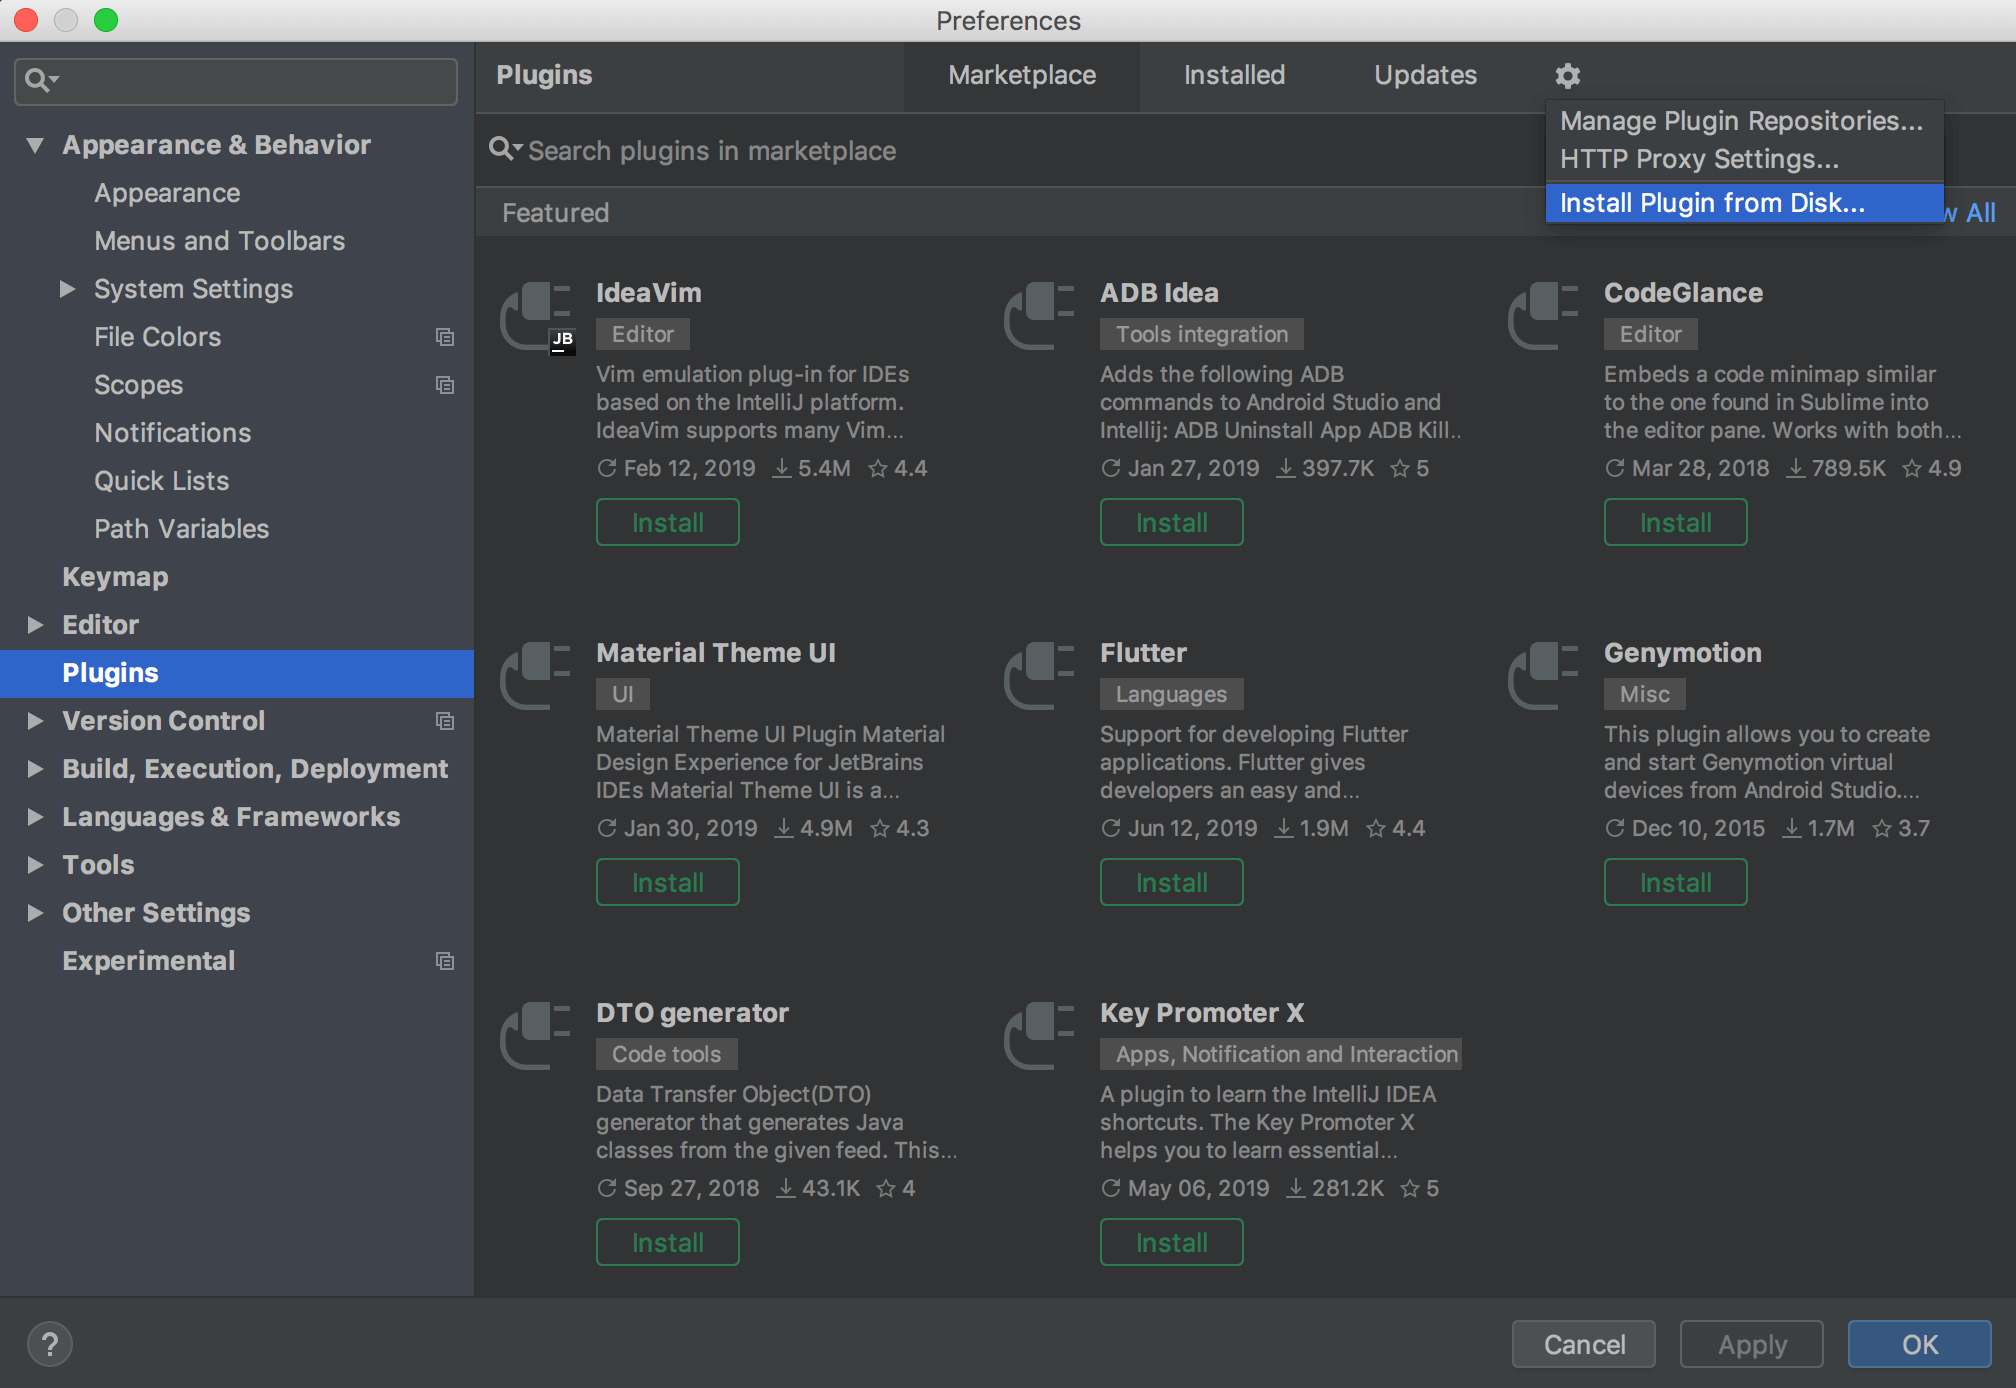 Preferences
Plugins
Marketplace
Installed
Updates
Manage Plugin Repositories...
HTTP Proxy Settings...
Install Plugin from Disk...
Search plugins in marketplace
Featured
w All
Appearance & Behavior
Appearance
Menus and Toolbars
System Settings
File Colors
Scopes
Notifications
Quick Lists
Path Variables
Keymap
Editor
Plugins
Version Control
Build, Execution, Deployment
Languages & Frameworks
Tools
Other Settings
Experimental
JB
IdeaVim
Editor
Vim emulation plug-in for IDEs
based on the IntelliJ platform.
IdeaVim supports many Vim...
Feb 12, 2019 5.4M 4.4
Install
ADB Idea
Tools integration
Adds the following ADB
commands to Android Studio and
Intellij: ADB Uninstall App ADB Kill..
Jan 27, 2019 397.7K 5
Install
CodeGlance
Editor
Embeds a code minimap similar
to the one found in Sublime into
the editor pane. Works with both...
Mar 28, 2018 789.5K 4.9
Install
Material Theme UI
UI
Material Theme UI Plugin Material
Design Experience for JetBrains
IDEs Material Theme UI is a...
Jan 30, 2019 4.9M 4.3
Install
Flutter
Languages
Support for developing Flutter
applications. Flutter gives
developers an easy and...
Jun 12, 2019 1.9M 4.4
Install
Genymotion
Misc
This plugin allows you to create
and start Genymotion virtual
devices from Android Studio....
Dec 10, 2015 1.7M 3.7
Install
DTO generator
Code tools
Data Transfer Object(DTO)
generator that generates Java
classes from the given feed. This...
Sep 27, 2018 43.1K 4
Install
Key Promoter X
Apps, Notification and Interaction
A plugin to learn the IntelliJ IDEA
shortcuts. The Key Promoter X
helps you to learn essential...
May 06, 2019 281.2K 5
Install
?
Cancel
Apply
OK